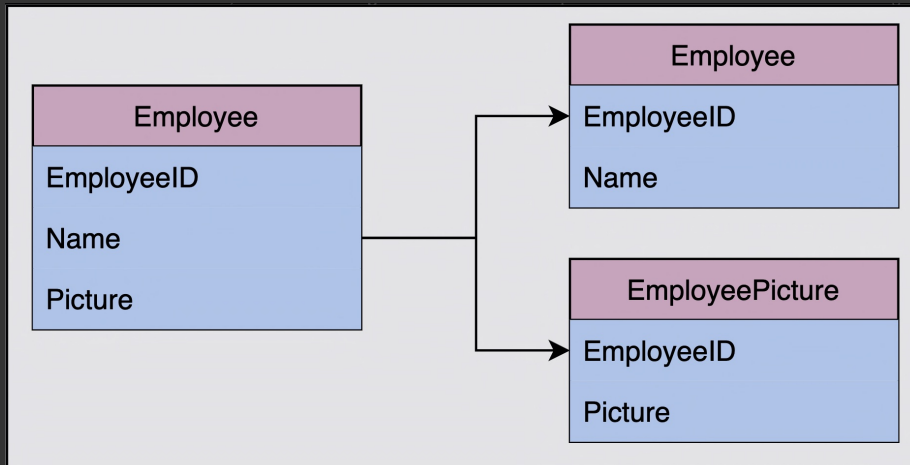 Employee
EmployeeID
Name
Picture
Employee
EmployeeID
Name
EmployeePicture
EmployeeID
Picture